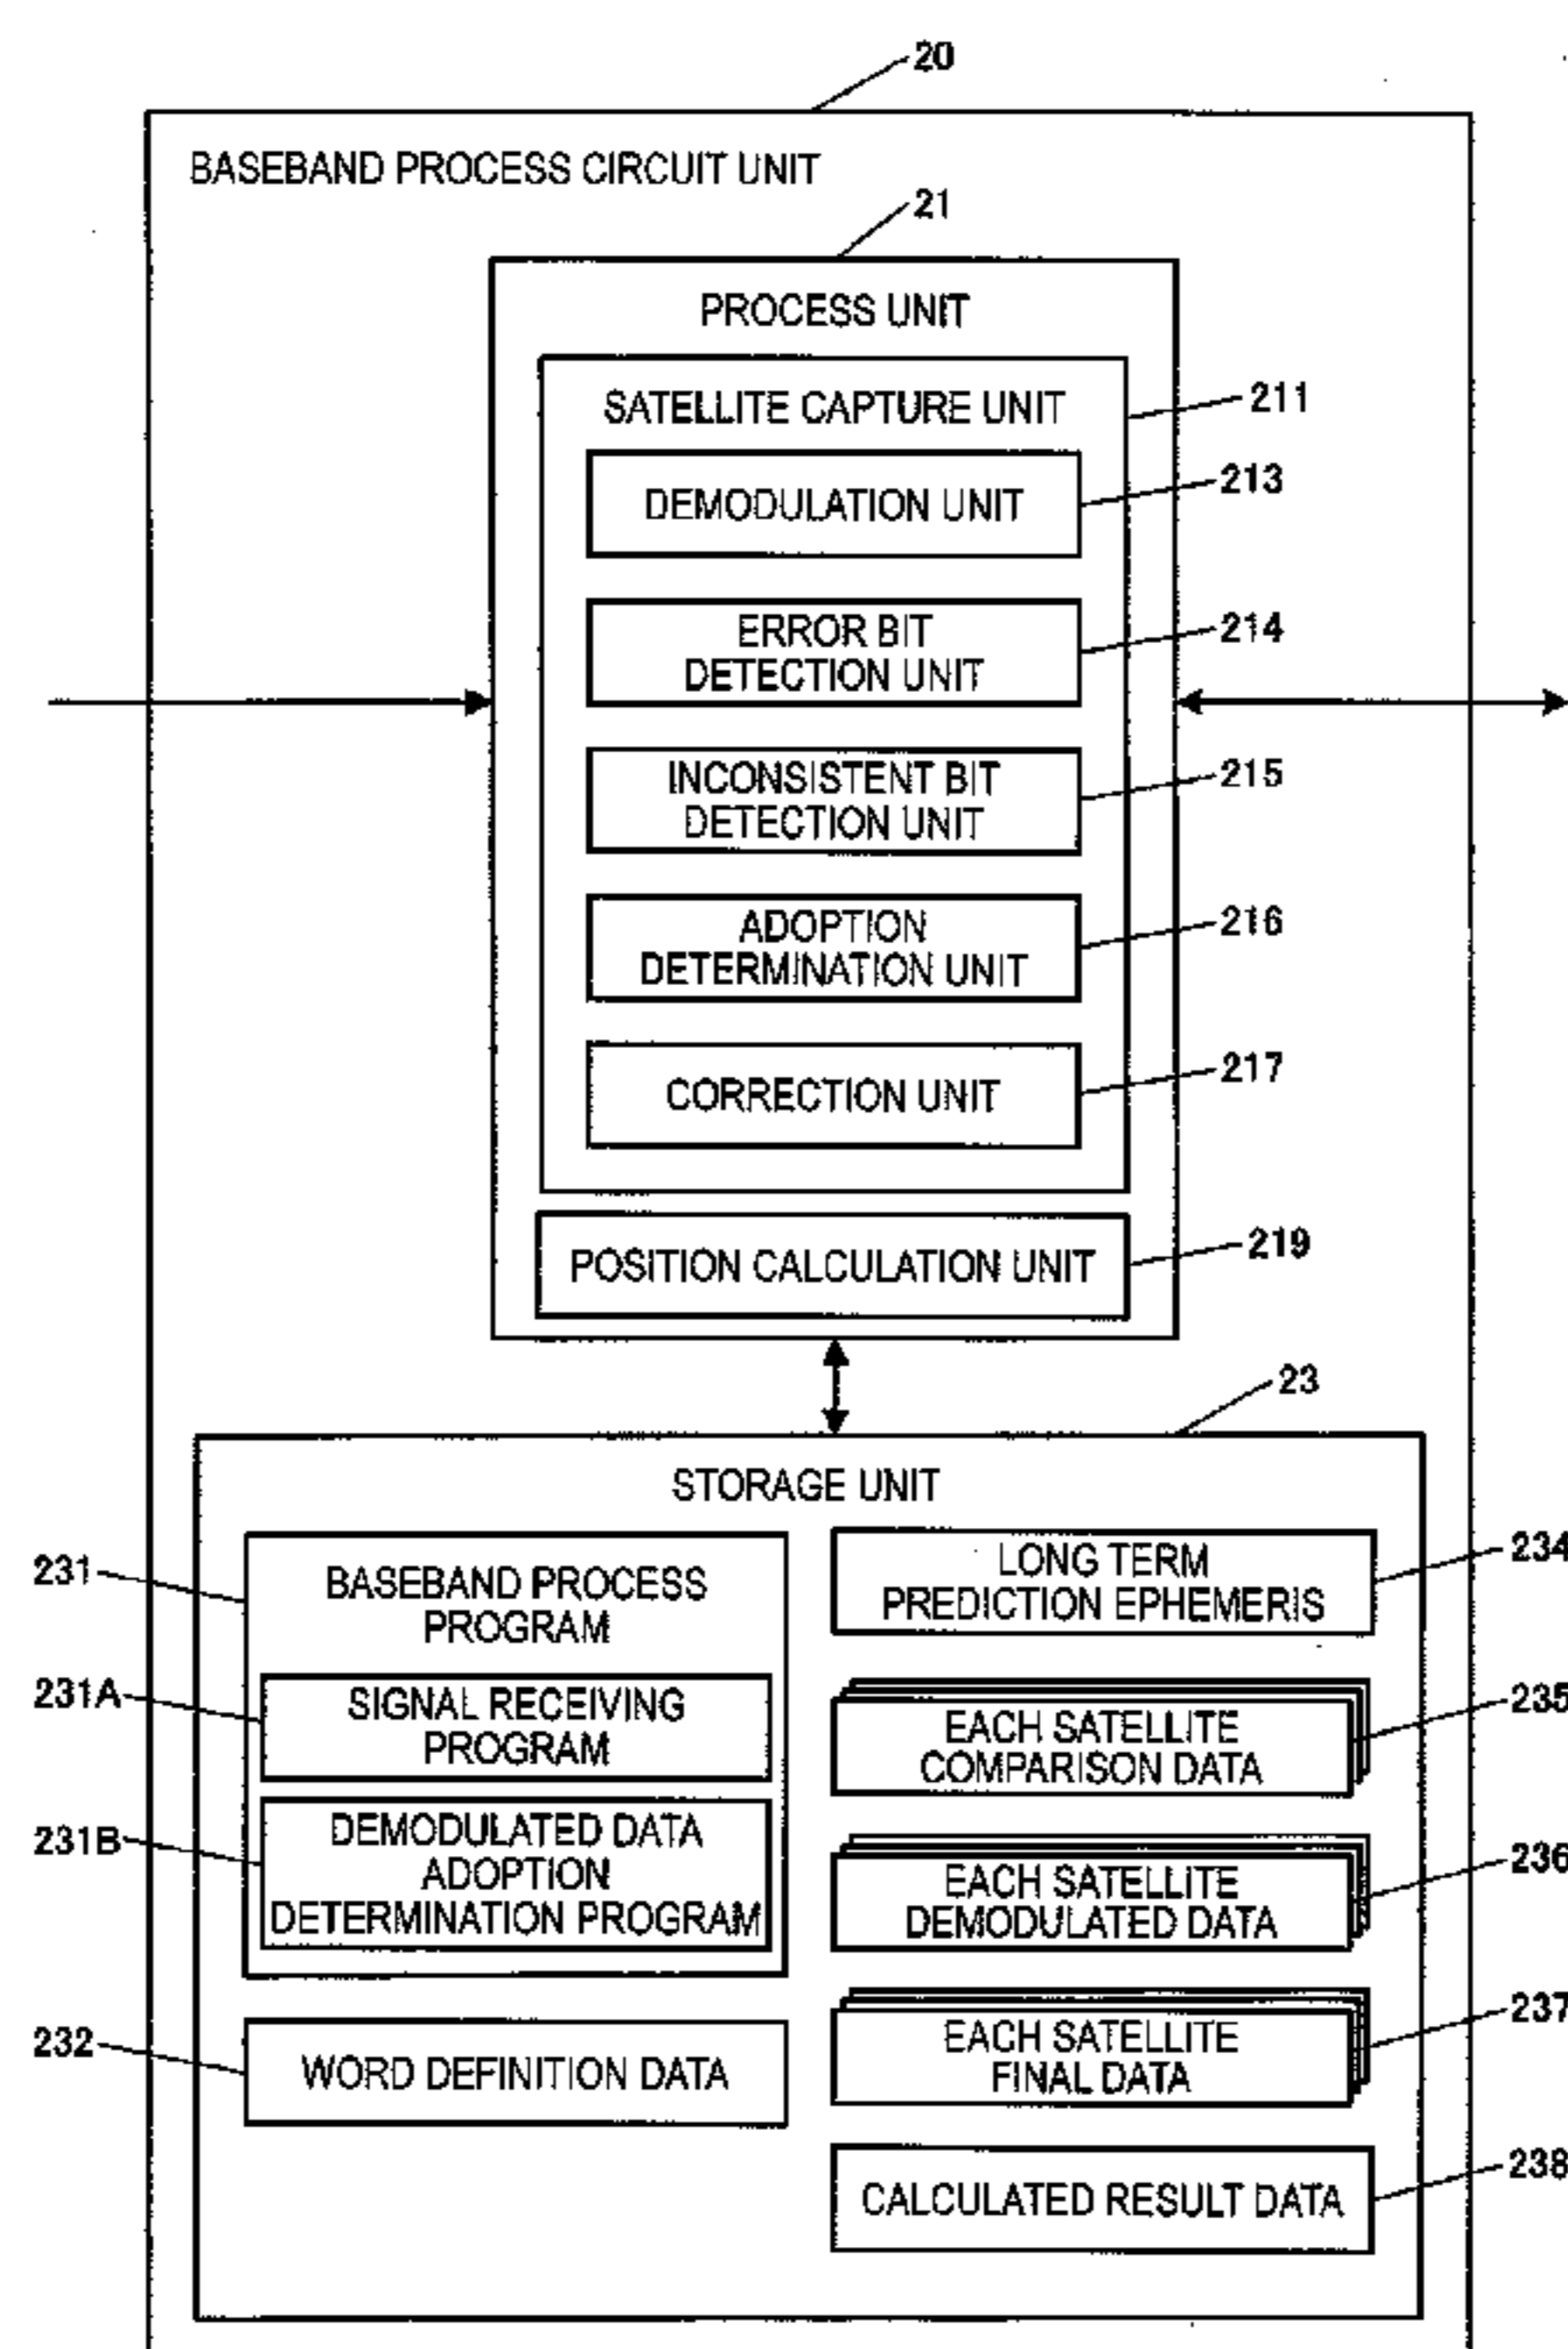 20
BASEBAND PROCESS CIRCUIT UNIT
21
PROCESS UNIT
SATELLITE CAPTURE UNIT
211
DEMODULATION UNIT
213
ERROR BIT
DETECTION UNIT
214
INCONSISTENT BIT
DETECTION UNIT
215
ADOPTION
DETERMINATION UNIT
216
CORRECTION UNIT
217
POSITION CALCULATION UNIT
219
23
STORAGE UNIT
231
BASEBAND PROCESS
PROGRAM
231A
SIGNAL RECEIVING
PROGRAM
231B
DEMODULATED DATA
ADOPTION
DETERMINATION PROGRAM
232
WORD DEFINITION DATA
LONG TERM
PREDICTION EPHEMERIS
234
EACH SATELLITE
COMPARISON DATA
235
EACH SATELLITE
DEMODULATED DATA
236
EACH SATELLITE
FINAL DATA
237
CALCULATED RESULT DATA
238